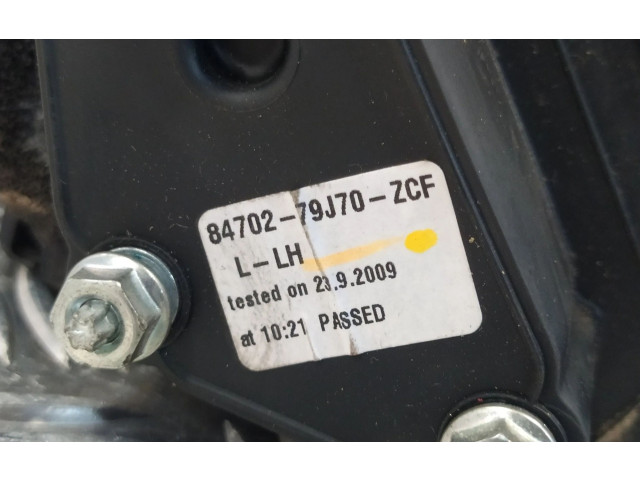 84702-79J70-ZCF
L-LH
tested on 23.9.2009
at 10:21 PASSED